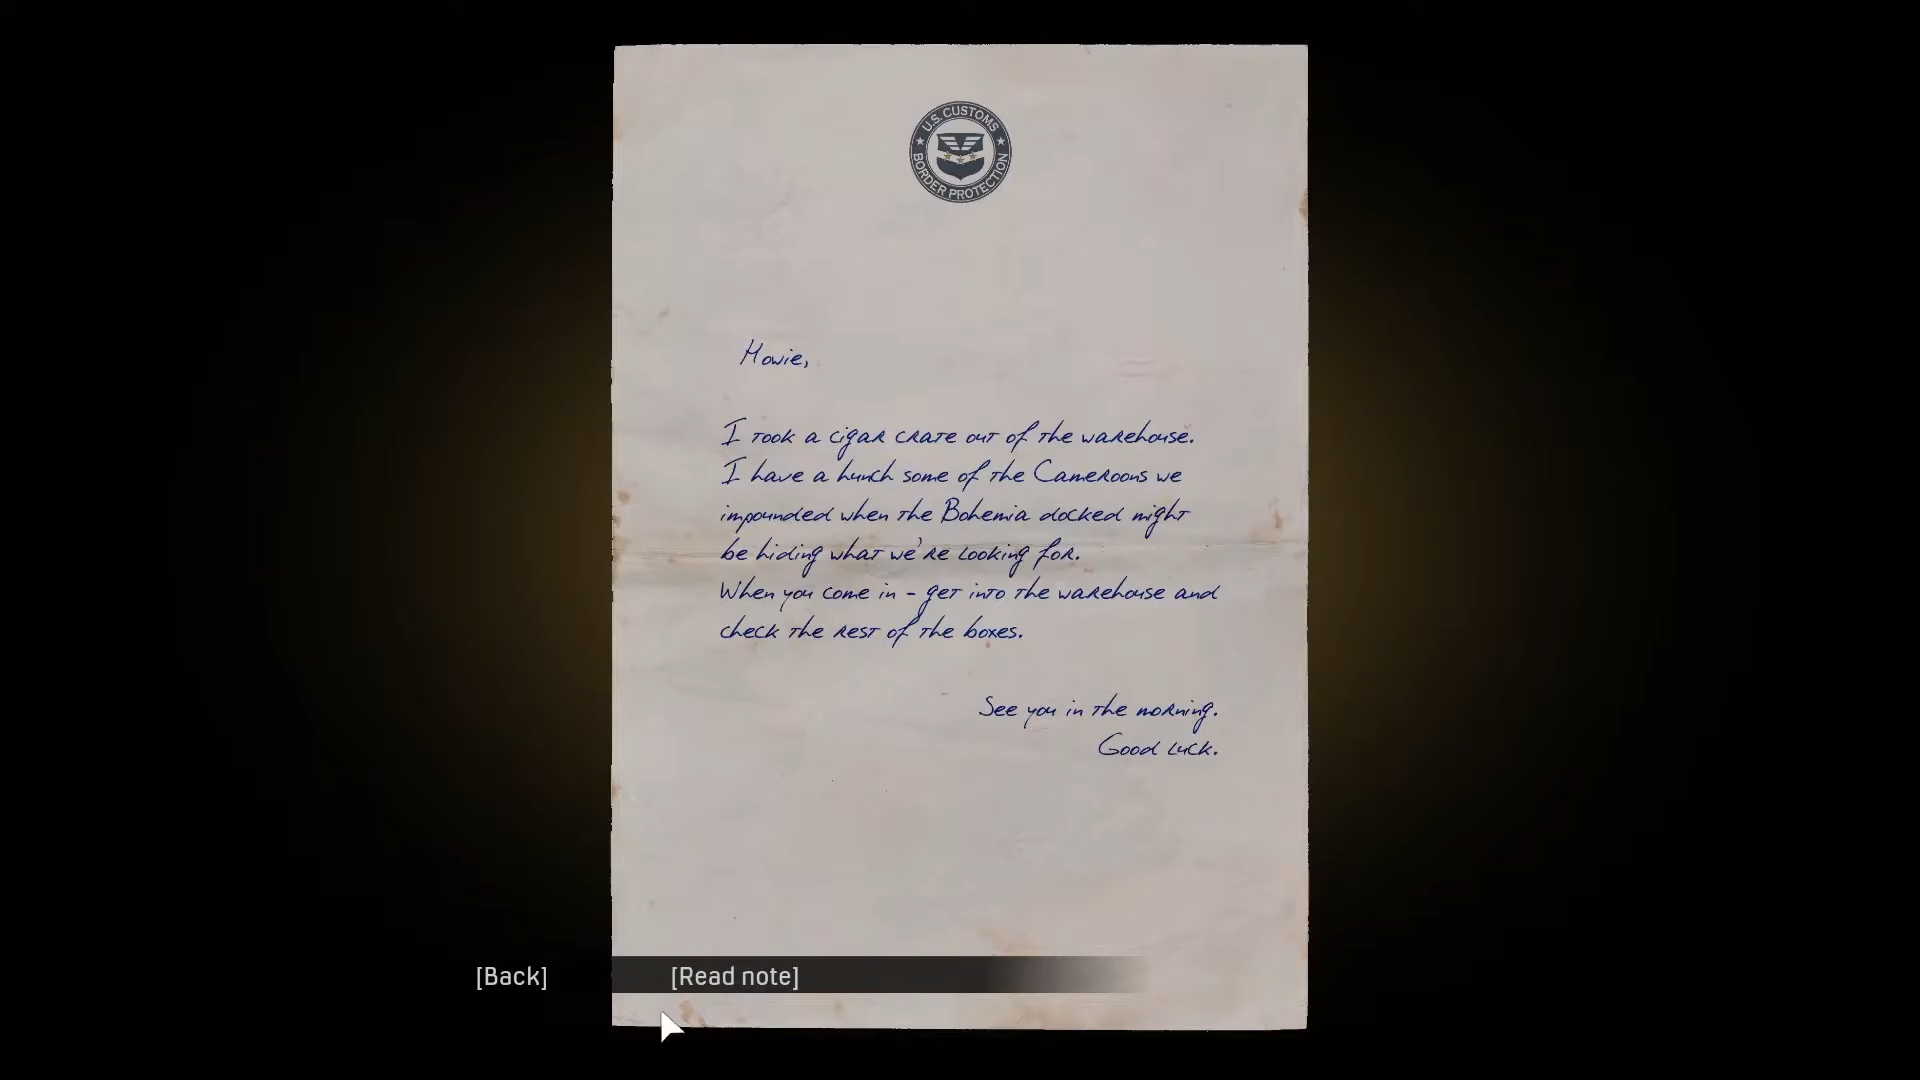 U.S. CUSTOMS
BORDER PROTECTION
Howie,
I took a cigar crate out of the warehouse.
I have a hunch some of the Cameroons we
impounded when the Bohemia docked might
be hiding what we're looking for.
When you come in - get into the warehouse and
check the rest of the boxes.
See you in the morning.
Good luck.
[Back]
[Read note]